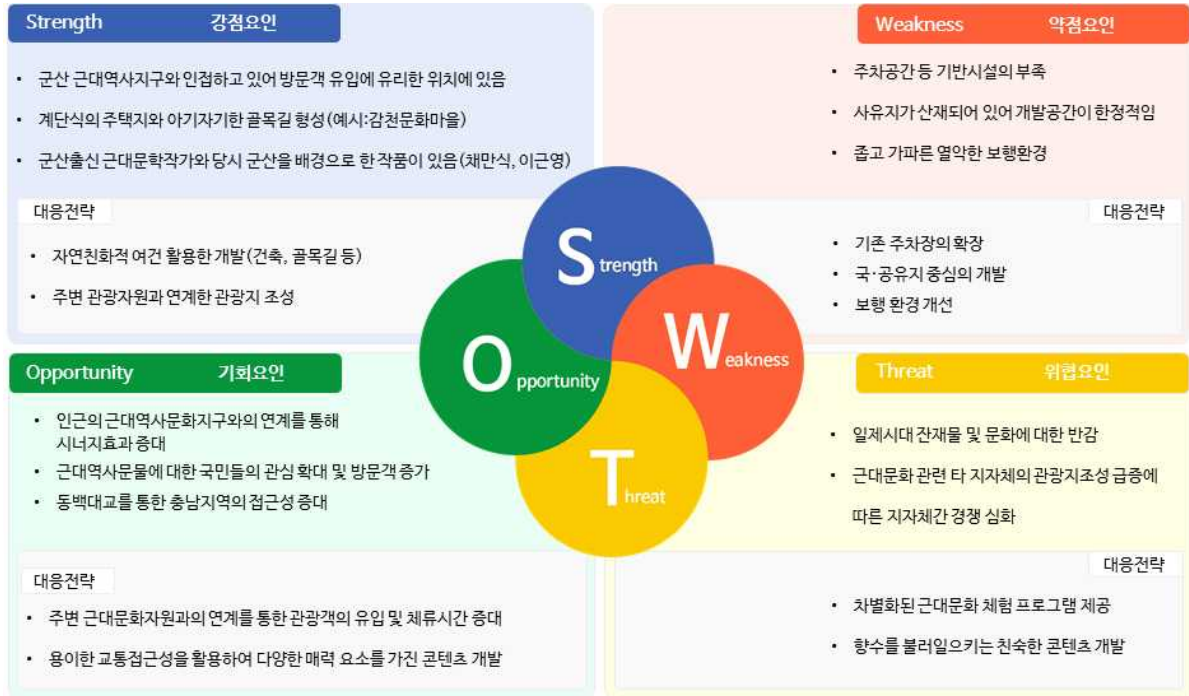 Strength 강점요인
• 군산 근대역사지구와 인접하고 있어 방문객 유입에 유리한 위치에 있음
• 계단식의 주택지와 아기자기한 골목길 형성(예시:감천문화마을)
• 군산출신 근대문학작가와 당시 군산을 배경으로 한 작품이 있음(채만식, 이근영)
대응전략
• 자연친화적 여건 활용한 개발(건축, 골목길 등)
• 주변 관광자원과 연계한 관광지 조성
Weakness 약점요인
• 주차공간 등 기반시설의 부족
• 사유지가 산재되어 있어 개발공간이 한정적임
• 좁고 가파른 열악한 보행환경
대응전략
• 기존 주차장의 확장
• 국·공유지 중심의 개발
• 보행 환경 개선
Strength
Weakness
Opportunity
Threat
Opportunity 기회요인
• 인근의 근대역사문화지구와의 연계를 통해
시너지효과 증대
• 근대역사문물에 대한 국민들의 관심 확대 및 방문객 증가
• 동백대교를 통한 충남지역의 접근성 증대
대응전략
• 주변 근대문화자원과의 연계를 통한 관광객의 유입 및 체류시간 증대
• 용이한 교통접근성을 활용하여 다양한 매력 요소를 가진 콘텐츠 개발
Threat 위협요인
• 일제시대 잔재물 및 문화에 대한 반감
• 근대문화 관련 타 지자체의 관광지조성 급증에
따른 지자체간 경쟁 심화
대응전략
• 차별화된 근대문화 체험 프로그램 제공
• 향수를 불러일으키는 친숙한 콘텐츠 개발